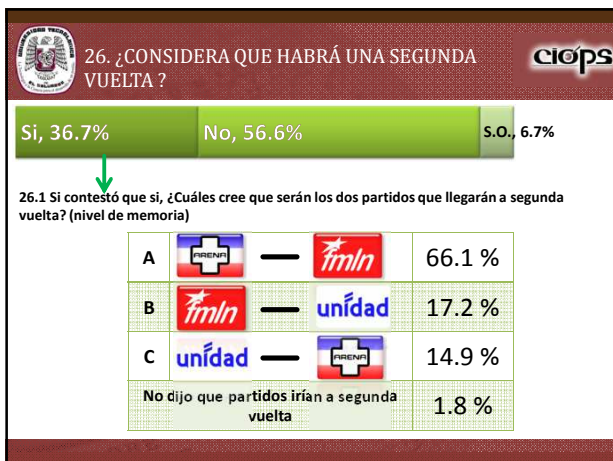 26. ¿CONSIDERA QUE HABRÁ UNA SEGUNDA
VUELTA ?
CIOPS
Si, 36.7%
No, 56.6%
S.O., 6.7%
26.1 Si contestó que si, ¿Cuáles cree que serán los dos partidos que llegarán a segunda
vuelta? (nivel de memoria)
A ARENA — fmln 66.1 %
B fmln — unidad 17.2 %
C unidad — ARENA 14.9 %
No dijo que partidos irían a segunda
vuelta
1.8 %